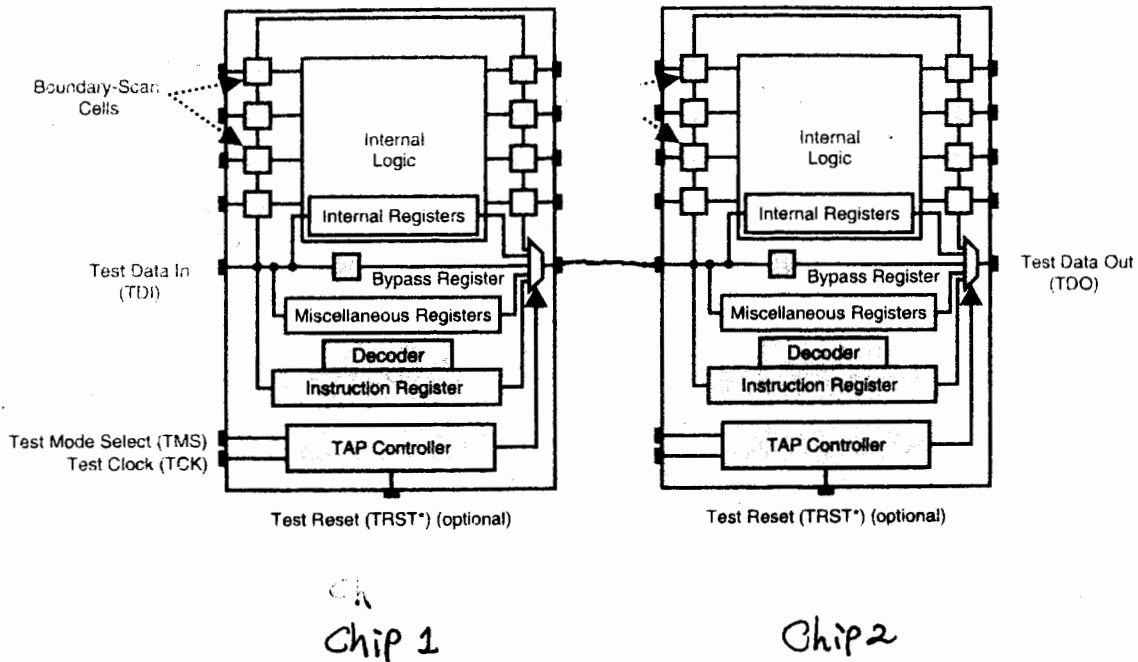 Boundary-Scan
Cells
Internal
Logic
Internal Registers
Test Data In
(TDI)
Bypass Register
Miscellaneous Registers
Decoder
Instruction Register
Test Mode Select (TMS)
Test Clock (TCK)
TAP Controller
Test Reset (TRST*) (optional)
Internal
Logic
Internal Registers
Bypass Register
Test Data Out
(TDO)
Miscellaneous Registers
Decoder
Instruction Register
TAP Controller
Test Reset (TRST*) (optional)
Ch
Chip 1
Chip 2